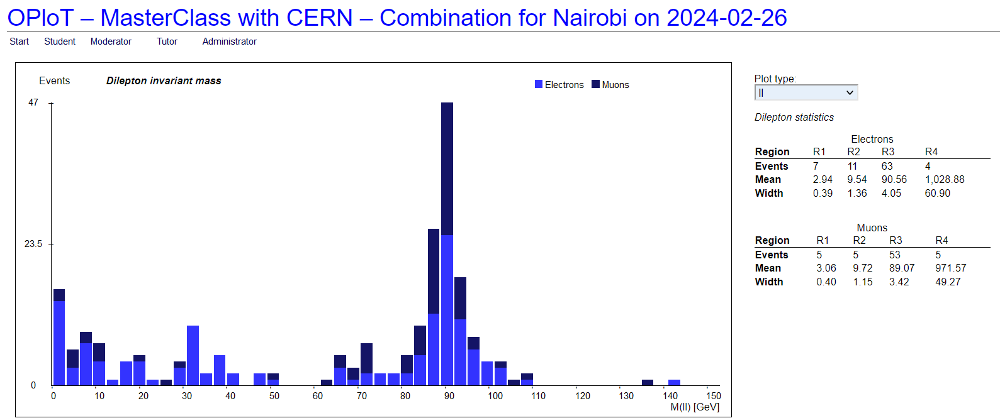 OPloT – MasterClass with CERN – Combination for Nairobi on 2024-02-26
Start Student Moderator Tutor Administrator
Events Dilepton invariant mass
Electrons Muons
47
23.5
0
0 10 20 30 40 50 60 70 80 90 100 110 120 130 140 150
M(ll) [GeV]
Plot type:
ll
Dilepton statistics
Electrons
Region R1 R2 R3 R4
Events 7 11 63 4
Mean 2.94 9.54 90.56 1,028.88
Width 0.39 1.36 4.05 60.90
Muons
Region R1 R2 R3 R4
Events 5 5 53 5
Mean 3.06 9.72 89.07 971.57
Width 0.40 1.15 3.42 49.27